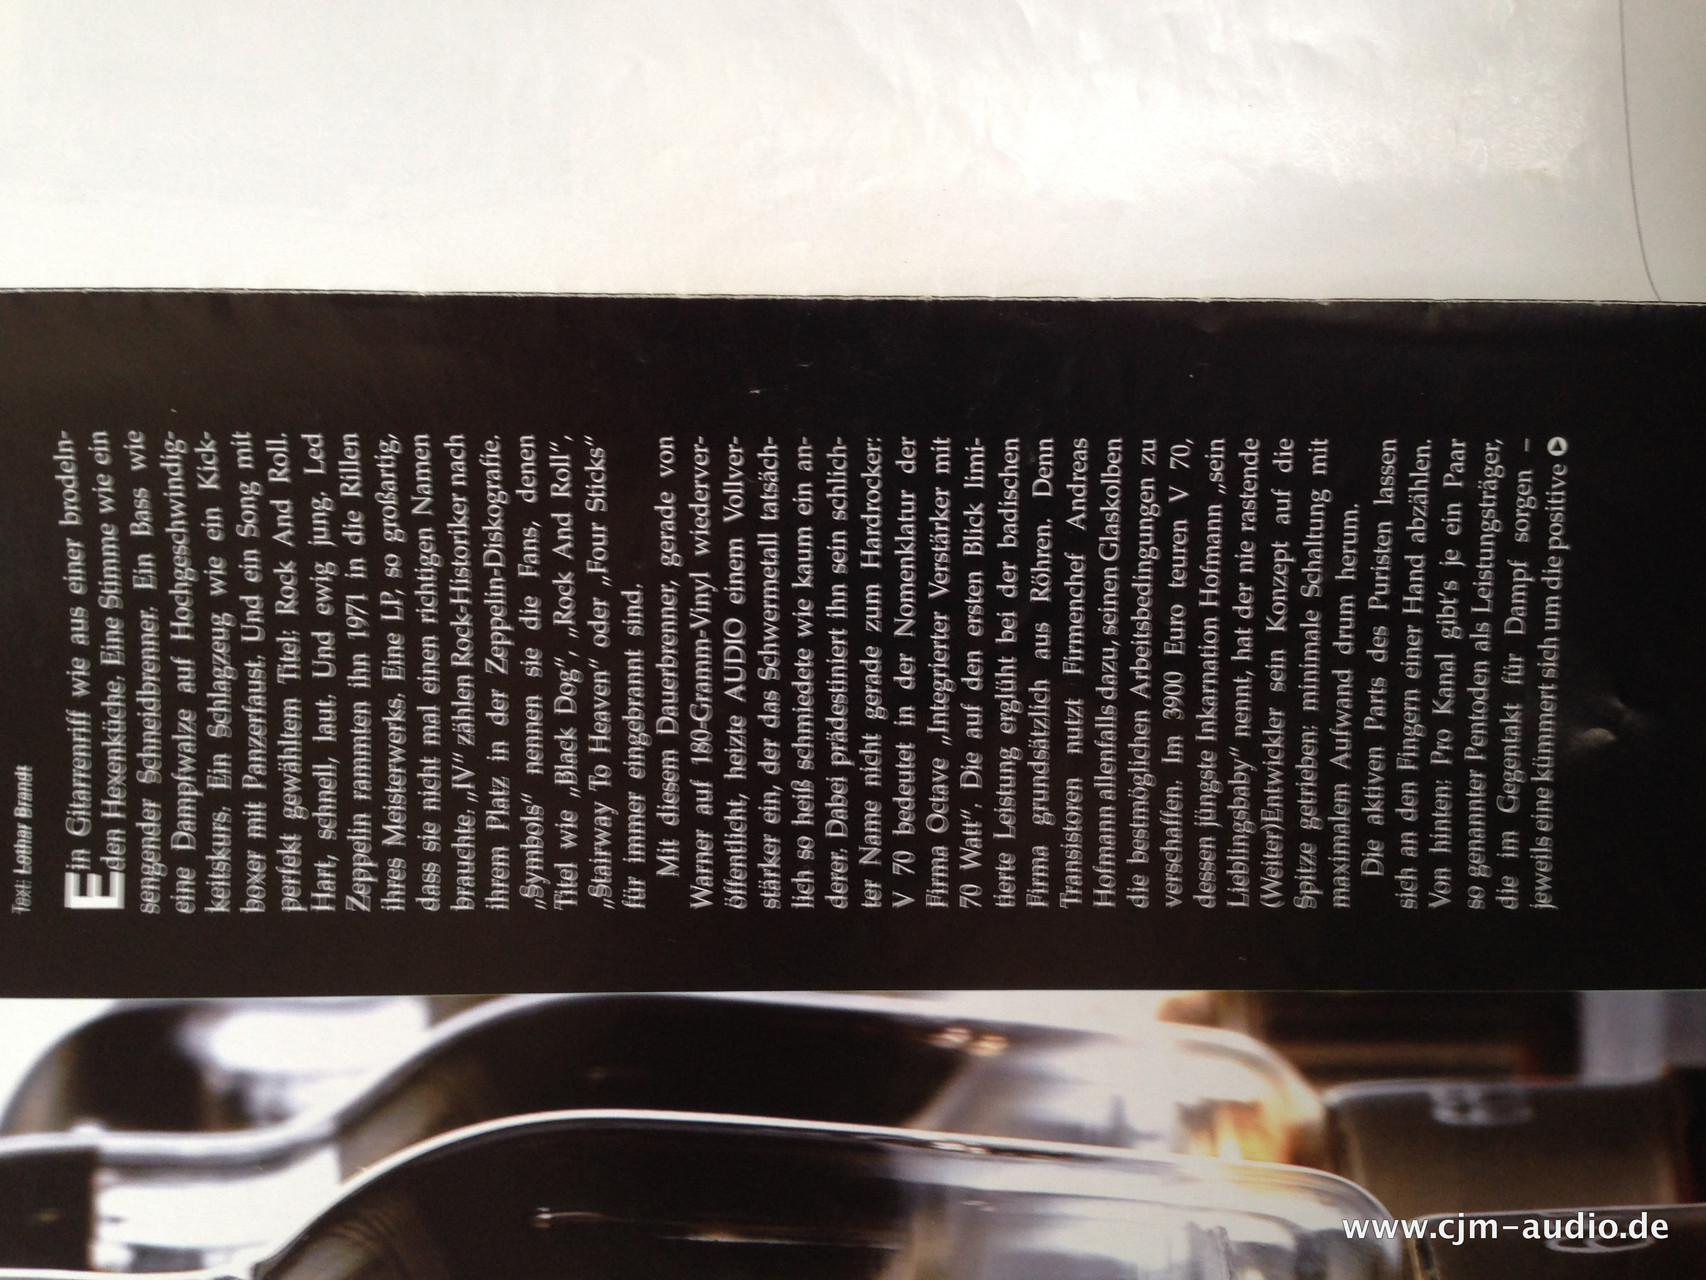 Text: Lothar Brandt
Ein Gitarrenriff wie aus einer brodeln-
den Hexenküche. Eine Stimme wie ein
sengender Schneidbrenner. Ein Bass wie
eine Dampfwalze auf Hochgeschwindig-
keitskurs. Ein Schlagzeug wie ein Kick-
boxer mit Panzerfaust. Und ein Song mit
perfekt gewähltem Titel: Rock And Roll.
Hart, schnell, laut. Und ewig jung. Led
Zeppelin rammten ihn 1971 in die Rillen
ihres Meisterwerks. Eine LP, so großartig,
dass sie nicht mal einen richtigen Namen
brauchte. „IV“ zählen Rock-Historiker nach
ihrem Platz in der Zeppelin-Diskografie.
„Symbols“ nennen sie die Fans, denen
Titel wie „Black Dog“, „Rock And Roll“,
„Stairway To Heaven“ oder „Four Sticks“
für immer eingebrannt sind.
Mit diesem Dauerbrenner, gerade von
Warner auf 180-Gramm-Vinyl wiederver-
öffentlicht, heizte AUDIO einem Vollver-
stärker ein, der das Schwermetall tatsäch-
lich so heiß schmiedete wie kaum ein an-
derer. Dabei prädestiniert ihn sein schlich-
ter Name nicht gerade zum Hardrocker:
V 70 bedeutet in der Nomenklatur der
Firma Octave „Integrierter Verstärker mit
70 Watt“. Die auf den ersten Blick limi-
tierte Leistung erglüht bei der badischen
Firma grundsätzlich aus Röhren. Denn
Transistoren nutzt Firmenchef Andreas
Hofmann allenfalls dazu, seinen Glaskolben
die bestmöglichen Arbeitsbedingungen zu
verschaffen. Im 3900 Euro teuren V 70,
dessen jüngste Inkarnation Hofmann „sein
Lieblingsbaby“ nennt, hat der nie rastende
(Weiter)Entwickler sein Konzept auf die
Spitze getrieben: minimale Schaltung mit
maximalem Aufwand drum herum.
Die aktiven Parts des Puristen lassen
sich an den Fingern einer Hand abzählen.
Von hinten: Pro Kanal gibt's je ein Paar
so genannter Pentoden als Leistungsträger,
die im Gegentakt für Dampf sorgen –
jeweils eine kümmert sich um die positive
www.cjm-audio.de